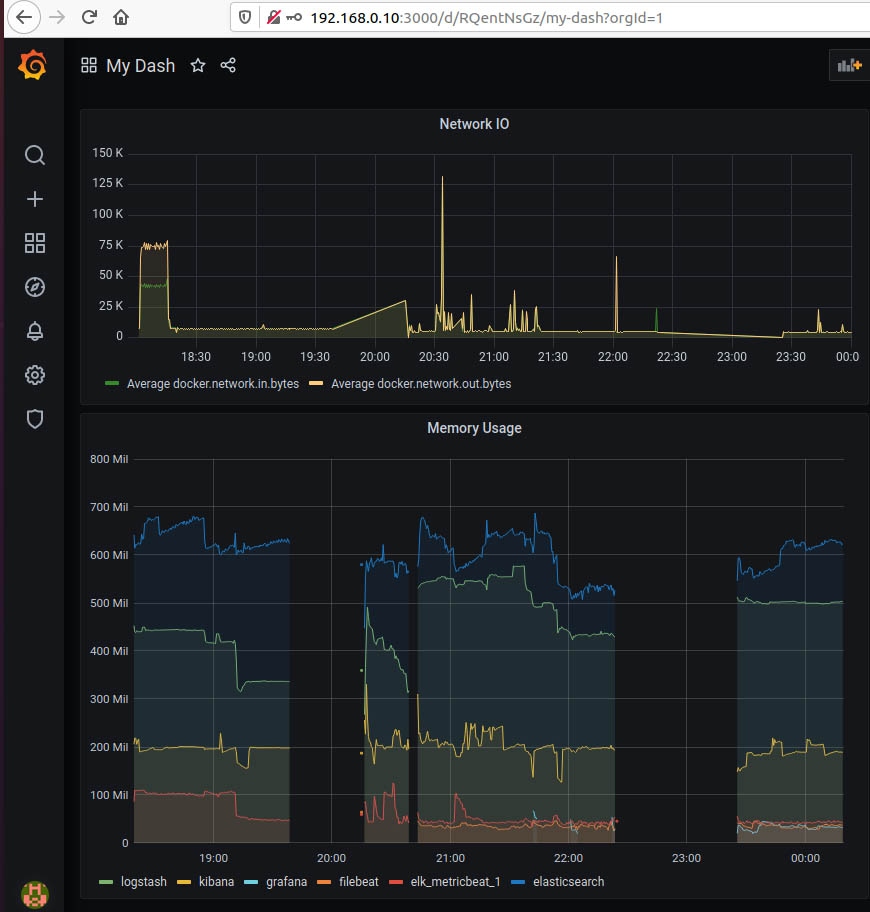 192.168.0.10:3000/d/RQentNsGz/my-dash?orgId=1
My Dash
Network IO
150 K
125 K
100 K
75 K
50 K
25 K
0
18:30 19:00 19:30 20:00 20:30 21:00 21:30 22:00 22:30 23:00 23:30 00:0
Average docker.network.in.bytes Average docker.network.out.bytes
Memory Usage
800 Mil
700 Mil
600 Mil
500 Mil
400 Mil
300 Mil
200 Mil
100 Mil
0
19:00 20:00 21:00 22:00 23:00 00:00
logstash kibana grafana filebeat elk_metricbeat_1 elasticsearch